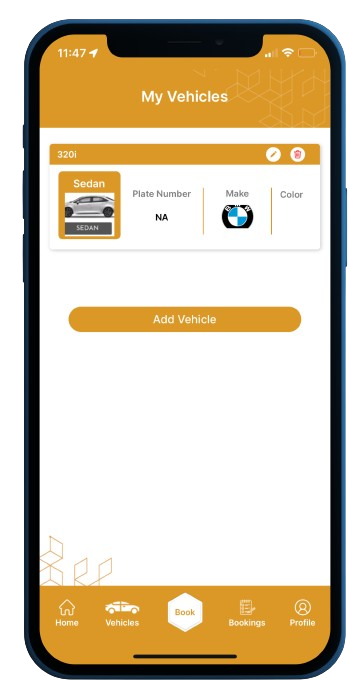 11:47
My Vehicles
320i
Sedan
SEDAN
Plate Number
NA
Make
BMW
Color
Add Vehicle
Home
Vehicles
Book
Bookings
Profile